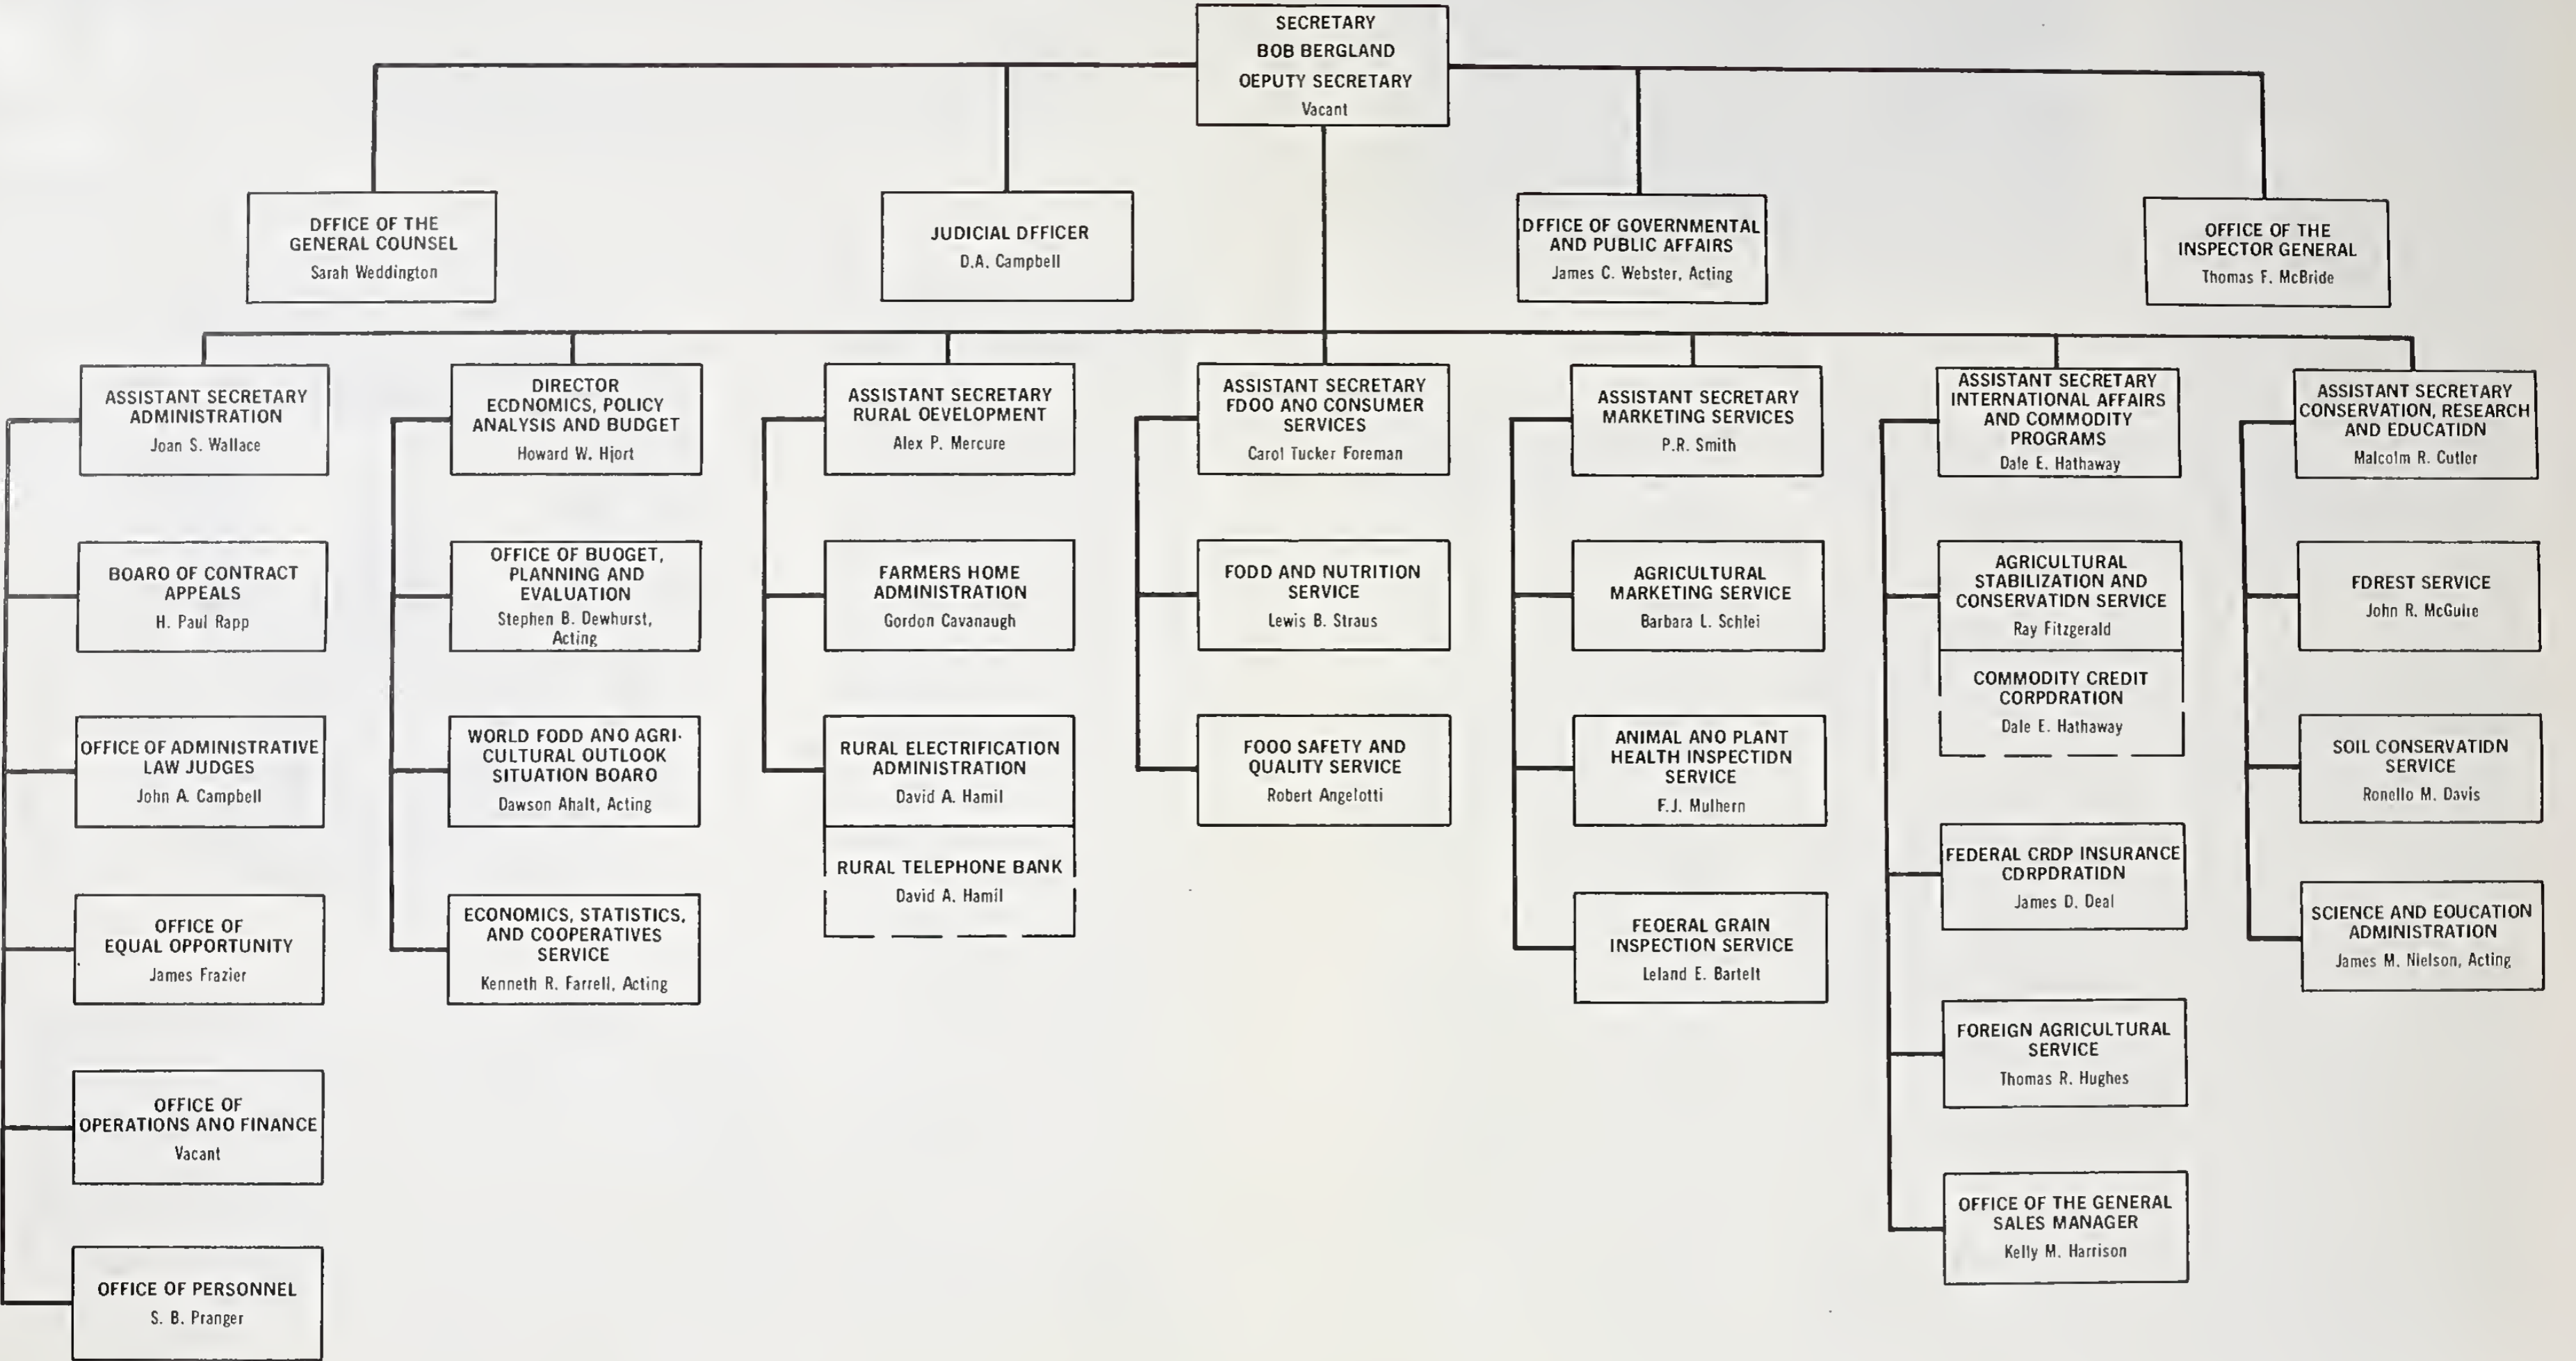 SECRETARY
BOB BERGLAND
OEPUTY SECRETARY
Vacant
DFFICE OF THE
GENERAL COUNSEL
Sarah Weddington
JUDICIAL DFFICER
D.A. Campbell
DFFICE OF GOVERNMENTAL
AND PUBLIC AFFAIRS
James C. Webster, Acting
OFFICE OF THE
INSPECTOR GENERAL
Thomas F. McBride
ASSISTANT SECRETARY
ADMINISTRATION
Joan S. Wallace
BOARO OF CONTRACT
APPEALS
H. Paul Rapp
OFFICE OF ADMINISTRATIVE
LAW JUDGES
John A. Campbell
OFFICE OF
EQUAL OPPORTUNITY
James Frazier
OFFICE OF
OPERATIONS ANO FINANCE
Vacant
OFFICE OF PERSONNEL
S. B. Pranger
DIRECTOR
ECDNOMICS, POLICY
ANALYSIS AND BUDGET
Howard W. Hjort
OFFICE OF BUOGET,
PLANNING AND
EVALUATION
Stephen B. Dewhurst,
Acting
WORLD FODD ANO AGRI-
CULTURAL OUTLOOK
SITUATION BOARD
Dawson Ahalt, Acting
ECONOMICS, STATISTICS,
AND COOPERATIVES
SERVICE
Kenneth R. Farrell, Acting
ASSISTANT SECRETARY
RURAL OEVELOPMENT
Alex P. Mercure
FARMERS HOME
ADMINISTRATION
Gordon Cavanaugh
RURAL ELECTRIFICATION
ADMINISTRATION
David A. Hamil
RURAL TELEPHONE BANK
David A. Hamil
ASSISTANT SECRETARY
FDOO ANO CONSUMER
SERVICES
Carol Tucker Foreman
FODD AND NUTRITION
SERVICE
Lewis B. Straus
FOOO SAFETY AND
QUALITY SERVICE
Robert Angelotti
ASSISTANT SECRETARY
MARKETING SERVICES
P.R. Smith
AGRICULTURAL
MARKETING SERVICE
Barbara L. Schlei
ANIMAL ANO PLANT
HEALTH INSPECTIDN
SERVICE
F.J. Mulhern
FEOERAL GRAIN
INSPECTION SERVICE
Leland E. Bartelt
ASSISTANT SECRETARY
INTERNATIONAL AFFAIRS
AND COMMODITY
PROGRAMS
Dale E. Hathaway
AGRICULTURAL
STABILIZATION AND
CONSERVATIDN SERVICE
Ray Fitzgerald
COMMODITY CREDIT
CORPDRATION
Dale E. Hathaway
FEDERAL CRDP INSURANCE
CDRPDRATIDN
James D. Deal
FOREIGN AGRICULTURAL
SERVICE
Thomas R. Hughes
OFFICE OF THE GENERAL
SALES MANAGER
Kelly M. Harrison
ASSISTANT SECRETARY
CONSERVATION, RESEARCH
AND EDUCATION
Malcolm R. Cutler
FDREST SERVICE
John R. McGuire
SOIL CONSERVATIDN
SERVICE
Ronello M. Davis
SCIENCE AND EOUCATION
ADMINISTRATION
James M. Nielson, Acting